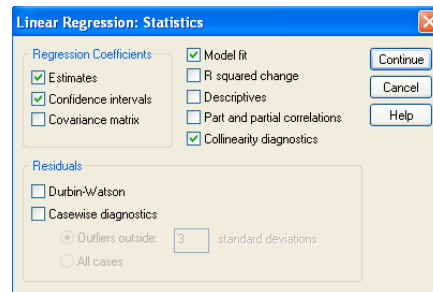 Linear Regression: Statistics
Regression Coefficients
Estimates
Confidence intervals
Covariance matrix
Model fit
R squared change
Descriptives
Part and partial correlations
Collinearity diagnostics
Continue
Cancel
Help
Residuals
Durbin-Watson
Casewise diagnostics
Outliers outside: 3 standard deviations
All cases